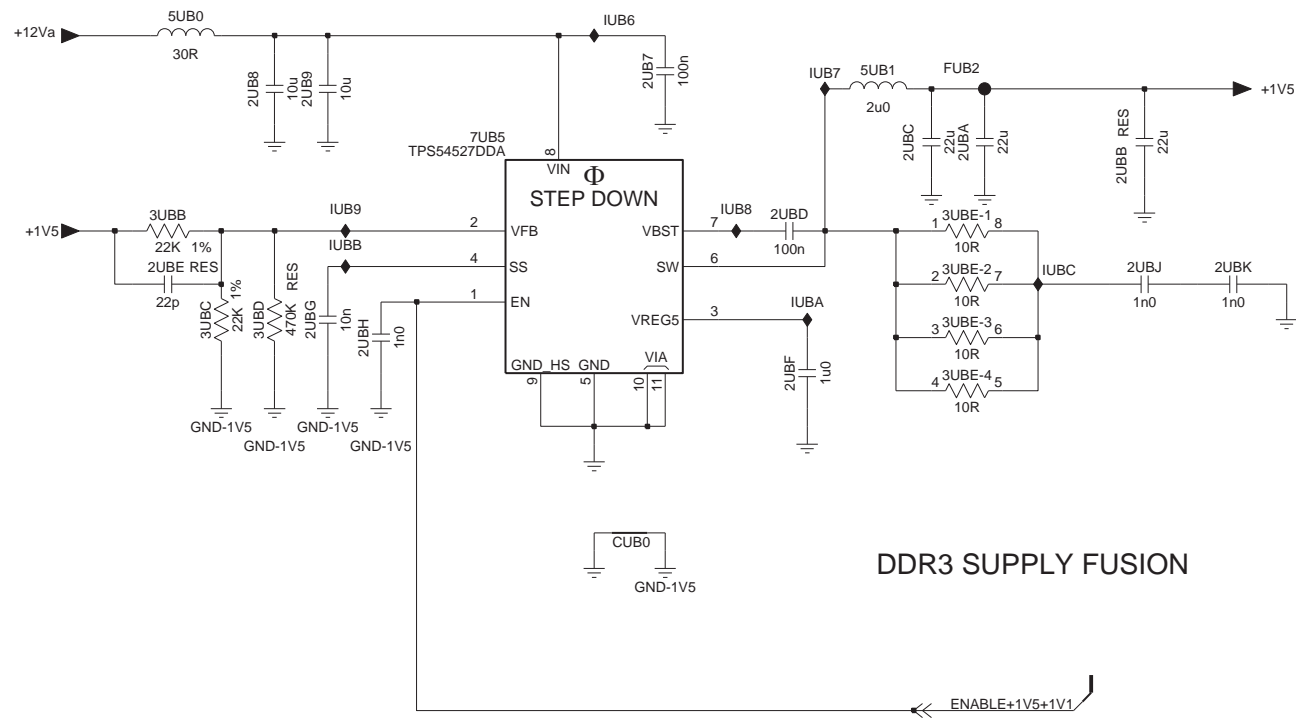 +12Va
5UB0
30R
2UB8
10u
2UB9
10u
IUB6
2UB7
100n
IUB7
5UB1
2u0
FUB2
+1V5
2UBC
22u
2UBA
22u
2UBB RES
22u
7UB5
TPS54527DDA
8
VIN
Φ
STEP DOWN
+1V5
3UBB
22K 1%
2UBE RES
22p
3UBC
22K 1%
3UBD
470K RES
IUB9
IUBB
2UBG
10n
2UBH
1n0
2
VFB
4
SS
1
EN
VBST
7
SW
6
VREG5
3
GND_HS
GND
VIA
9
5
10
11
IUB8
2UBD
100n
IUBA
2UBF
1u0
1 3UBE-1 8
10R
2 3UBE-2 7
10R
3 3UBE-3 6
10R
4 3UBE-4 5
10R
IUBC
2UBJ
1n0
2UBK
1n0
GND-1V5
GND-1V5
GND-1V5
GND-1V5
CUB0
GND-1V5
DDR3 SUPPLY FUSION
ENABLE+1V5+1V1